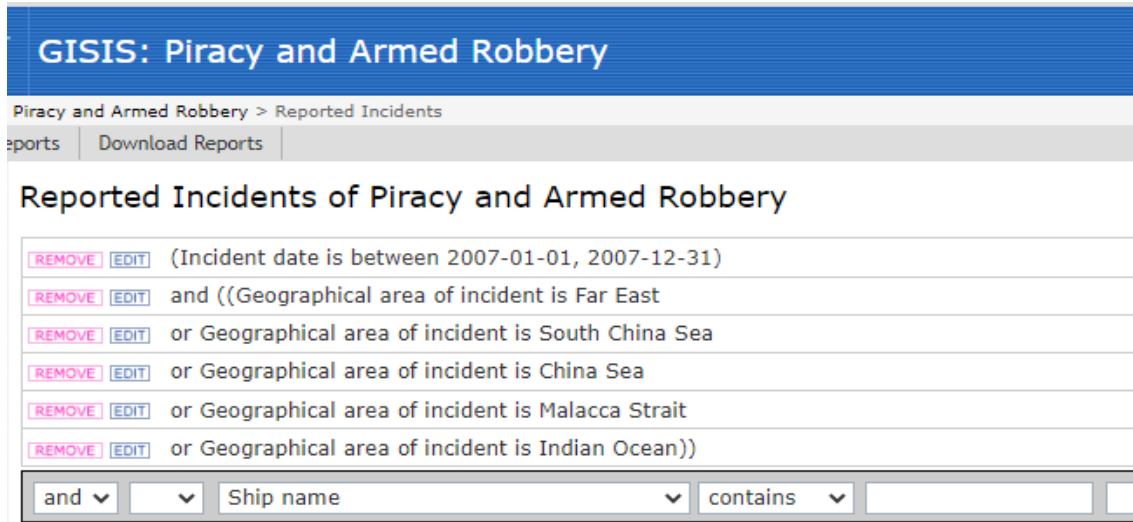 GISIS: Piracy and Armed Robbery
Piracy and Armed Robbery > Reported Incidents
eports Download Reports
Reported Incidents of Piracy and Armed Robbery
REMOVE EDIT (Incident date is between 2007-01-01, 2007-12-31)
REMOVE EDIT and ((Geographical area of incident is Far East
REMOVE EDIT or Geographical area of incident is South China Sea
REMOVE EDIT or Geographical area of incident is China Sea
REMOVE EDIT or Geographical area of incident is Malacca Strait
REMOVE EDIT or Geographical area of incident is Indian Ocean))
and Ship name contains